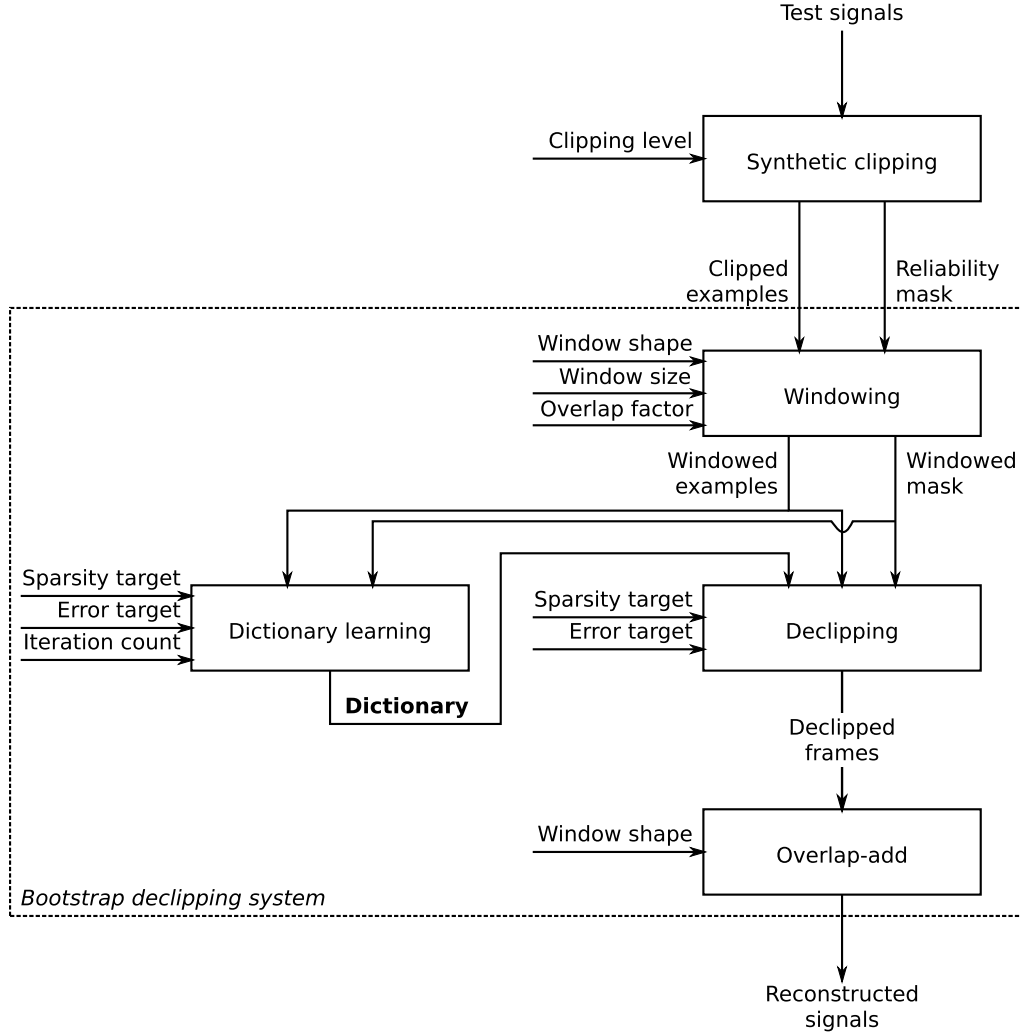 Test signals
Clipping level
Synthetic clipping
Clipped
examples
Reliability
mask
Window shape
Window size
Overlap factor
Windowing
Windowed
examples
Windowed
mask
Sparsity target
Error target
Iteration count
Dictionary learning
Sparsity target
Error target
Declipping
Dictionary
Declipped
frames
Window shape
Overlap-add
Bootstrap declipping system
Reconstructed
signals